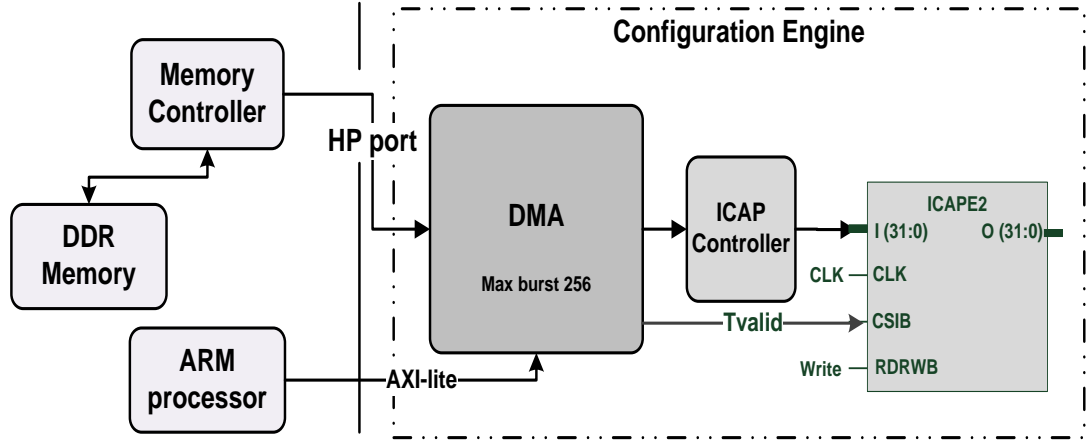 Configuration Engine
Memory
Controller
HP port
DDR
Memory
DMA
Max burst 256
ICAP
Controller
ICAPE2
I (31:0)
O (31:0)
CLK
CLK
Tvalid
CSIB
Write
RDRWB
ARM
processor
AXI-lite